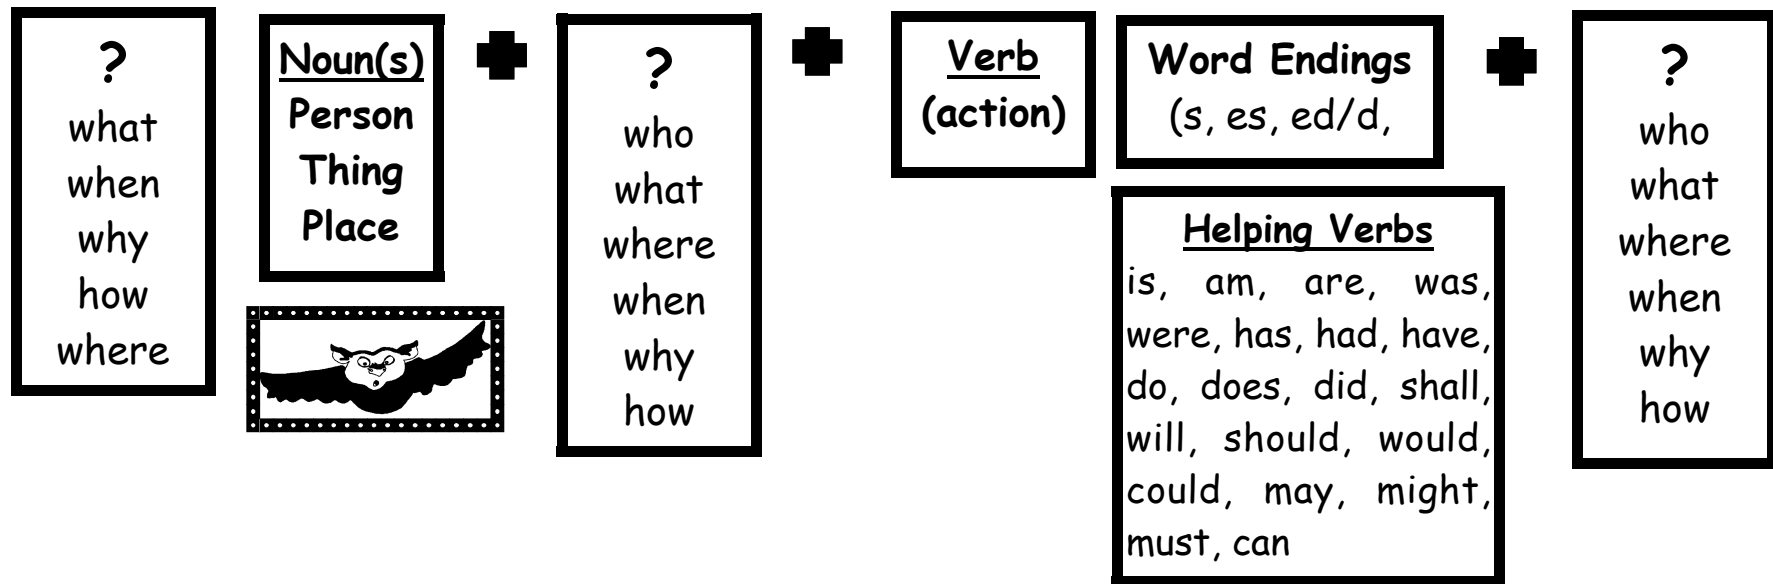 ?
what
when
why
how
where
Noun(s)
Person
Thing
Place
?
who
what
where
when
why
how
Verb
(action)
Word Endings
(s, es, ed/d,
Helping Verbs
is, am, are, was,
were, has, had, have,
do, does, did, shall,
will, should, would,
could, may, might,
must, can
?
who
what
where
when
why
how